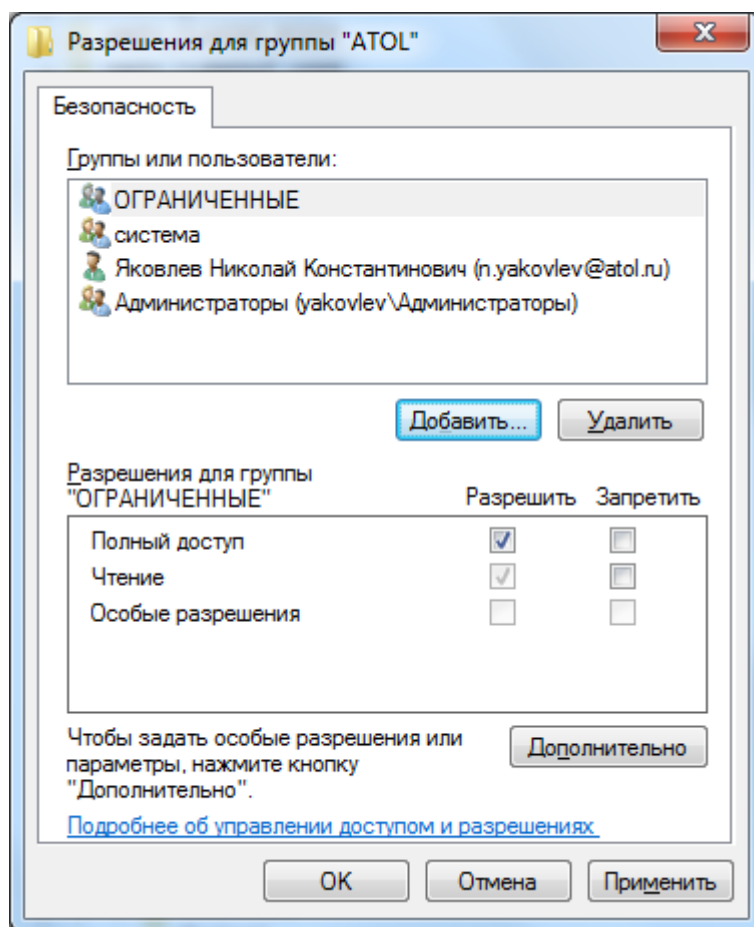 Разрешения для группы "ATOL"
Безопасность
Группы или пользователи:
ОГРАНИЧЕННЫЕ
система
Яковлев Николай Константинович (n.yakovlev@atol.ru)
Администраторы (yakovlev\Администраторы)
Добавить... Удалить
Разрешения для группы
"ОГРАНИЧЕННЫЕ" Разрешить Запретить
Полный доступ
Чтение
Особые разрешения
Чтобы задать особые разрешения или
параметры, нажмите кнопку
"Дополнительно".
Дополнительно
Подробнее об управлении доступом и разрешениях
ОК Отмена Применить